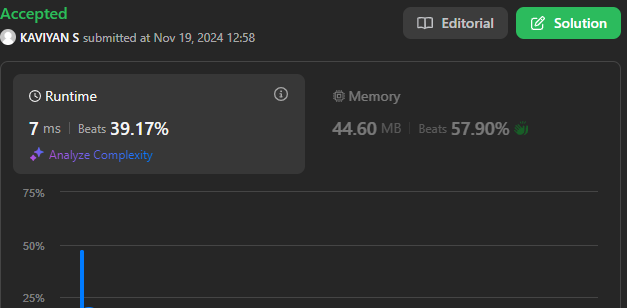 Accepted
Editorial
Solution
KAVIYAN S submitted at Nov 19, 2024 12:58
Runtime
7 ms | Beats 39.17%
Analyze Complexity
Memory
44.60 MB | Beats 57.90%
75%
50%
25%